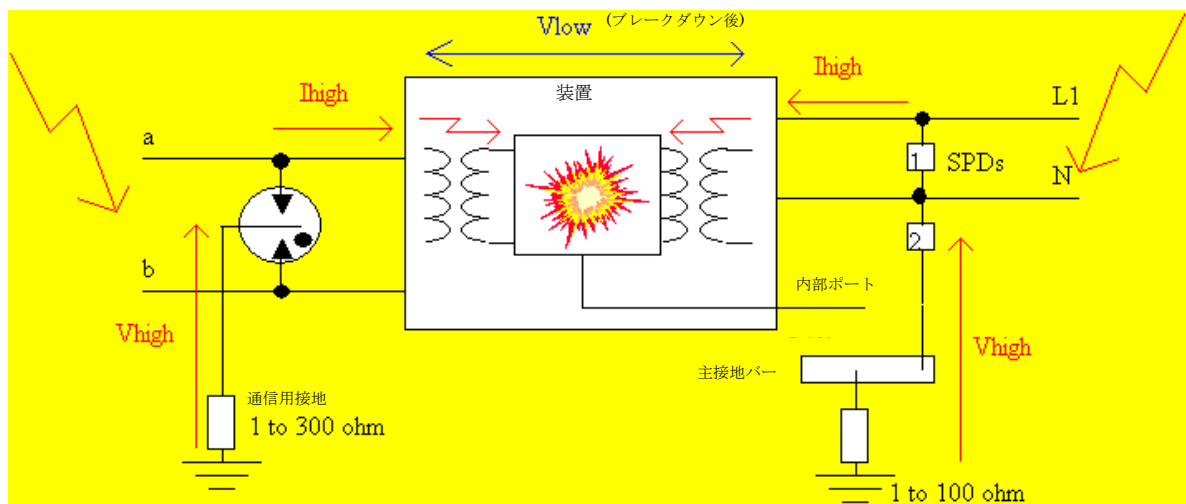 Vlow (ブレークダウン後)
Ihigh
装置
Ihigh
L1
a
1
SPDs
N
2
b
内部ポート
Vhigh
Vhigh
主接地バー
通信用接地
1 to 300 ohm
1 to 100 ohm